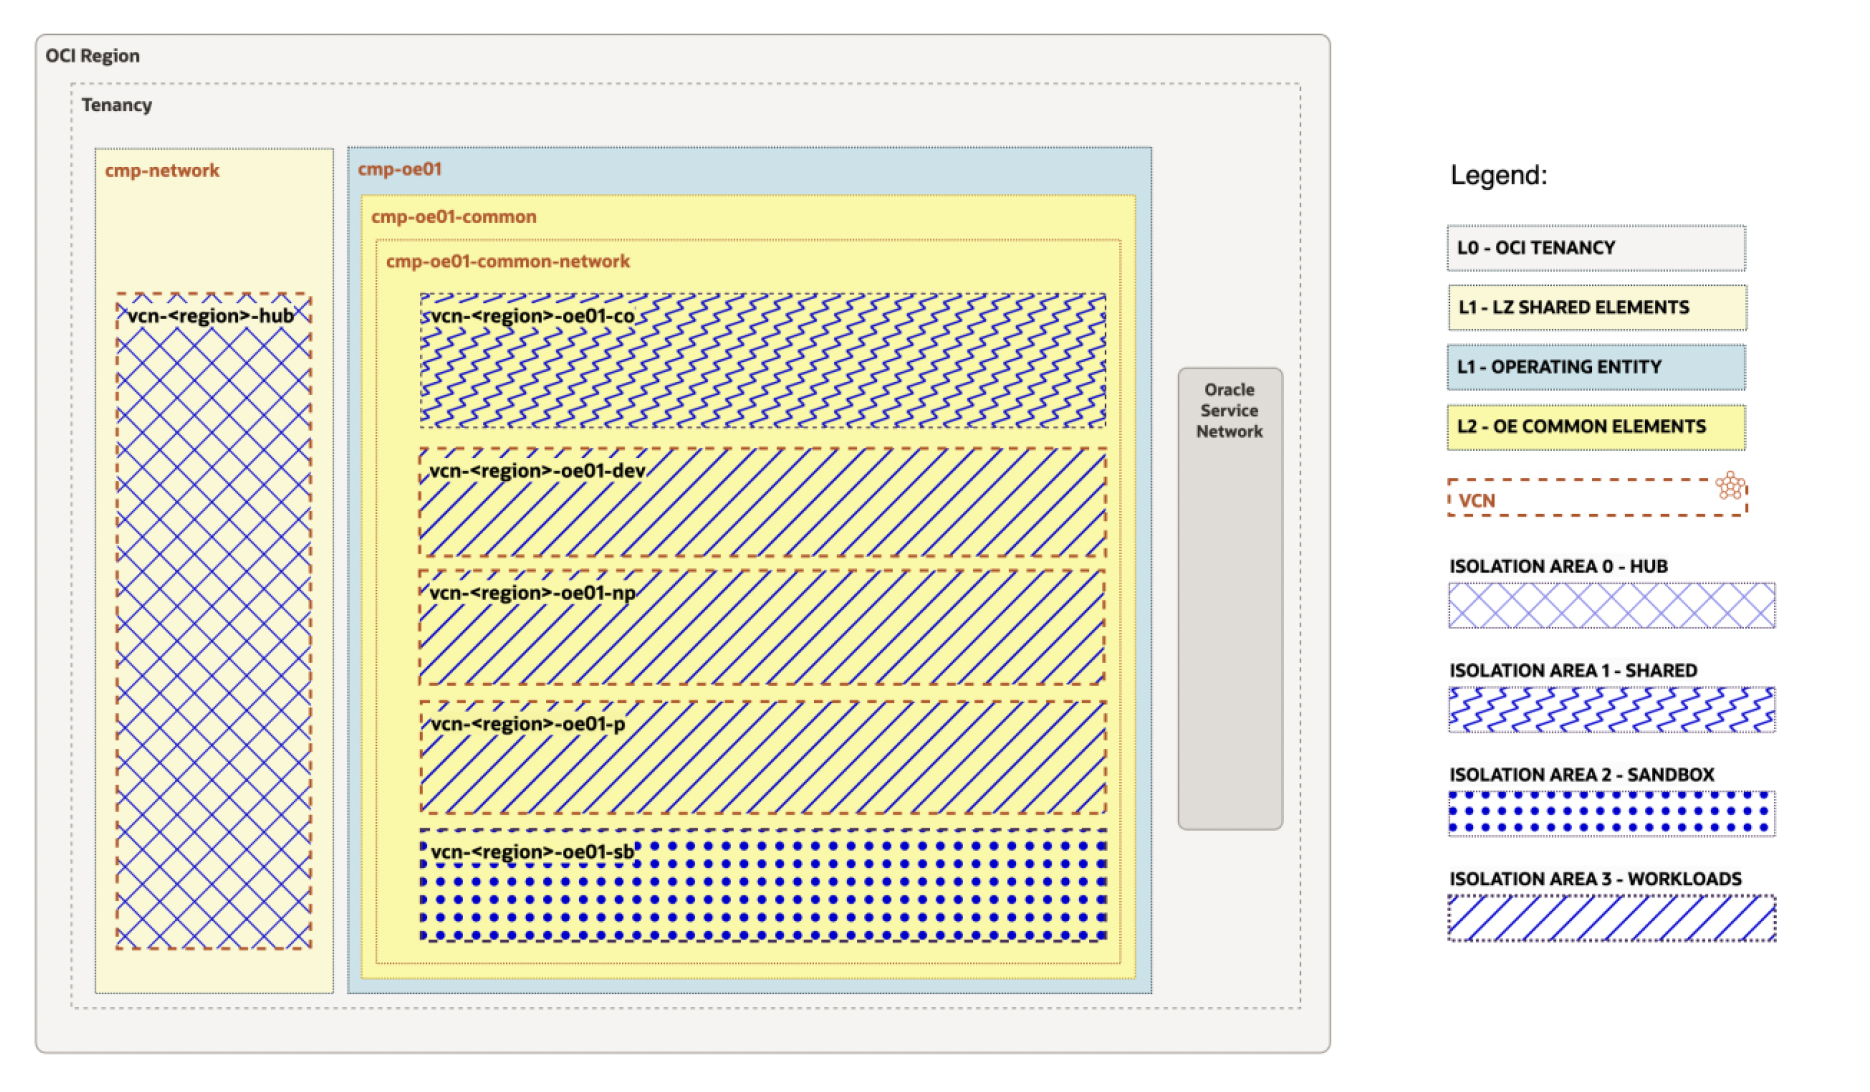 OCI Region
Tenancy
cmp-network
vcn-<region>-hub
cmp-oe01
cmp-oe01-common
cmp-oe01-common-network
vcn-<region>-oe01-co
vcn-<region>-oe01-dev
vcn-<region>-oe01-np
vcn-<region>-oe01-p
vcn-<region>-oe01-sb
Oracle
Service
Network
Legend:
L0 - OCI TENANCY
L1 - LZ SHARED ELEMENTS
L1 - OPERATING ENTITY
L2 - OE COMMON ELEMENTS
VCN
ISOLATION AREA 0 - HUB
ISOLATION AREA 1 - SHARED
ISOLATION AREA 2 - SANDBOX
ISOLATION AREA 3 - WORKLOADS